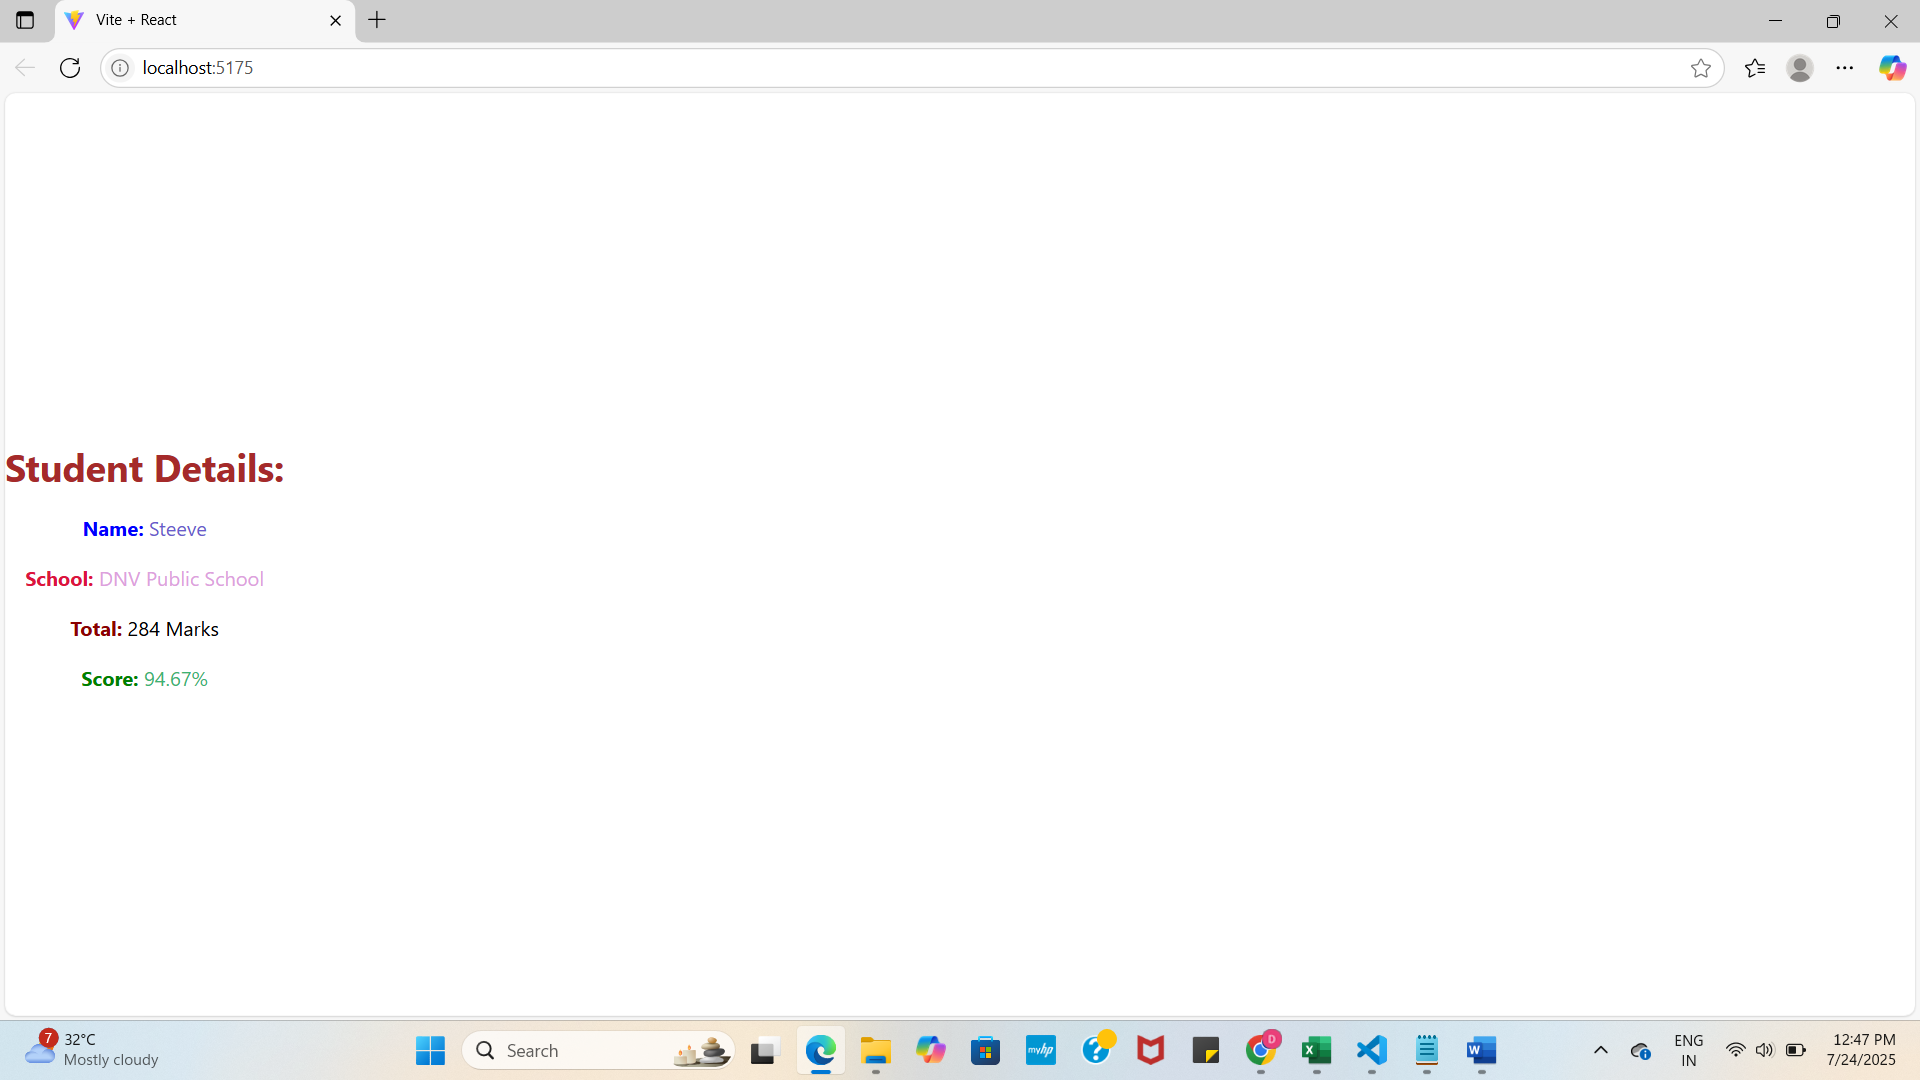 Vite + React
localhost:5175
Student Details:
Name: Steeve
School: DNV Public School
Total: 284 Marks
Score: 94.67%
7
32°C
Mostly cloudy
Search
myhp
?
D
X
W
ENG
IN
12:47 PM
7/24/2025